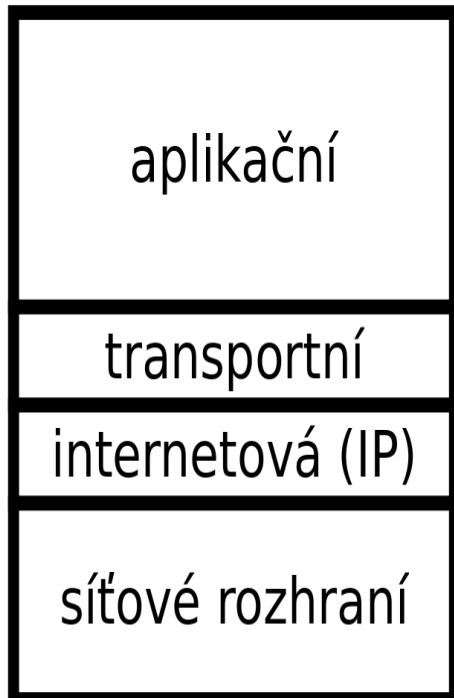 aplikační
transportní
internetová (IP)
síťové rozhraní